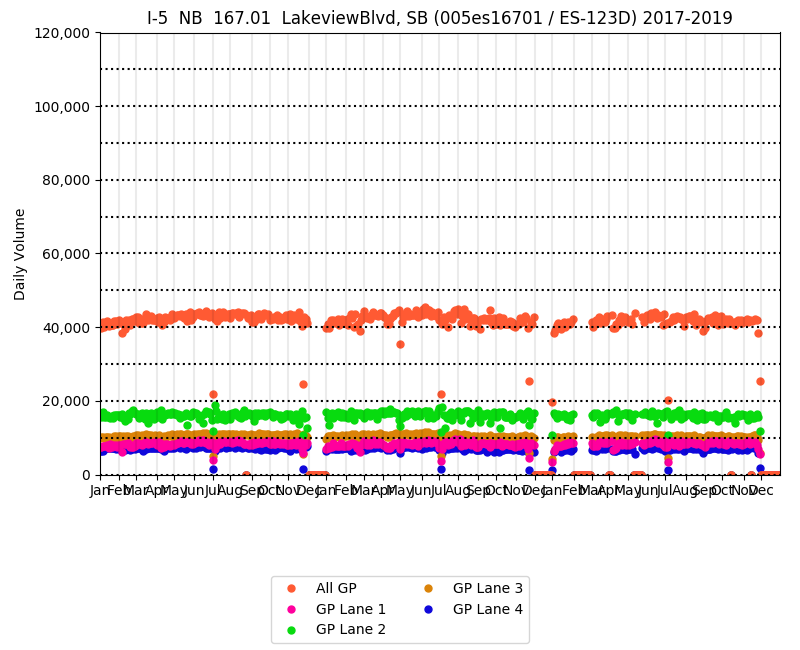 I-5 NB 167.01 LakeviewBlvd, SB (005es16701 / ES-123D) 2017-2019
120,000
100,000
80,000
60,000
40,000
20,000
0
Daily Volume
Jan Feb Mar Apr May Jun Jul Aug Sep Oct Nov Dec Jan Feb Mar Apr May Jun Jul Aug Sep Oct Nov Dec Jan Feb Mar Apr May Jun Jul Aug Sep Oct Nov Dec
All GP
GP Lane 1
GP Lane 2
GP Lane 3
GP Lane 4